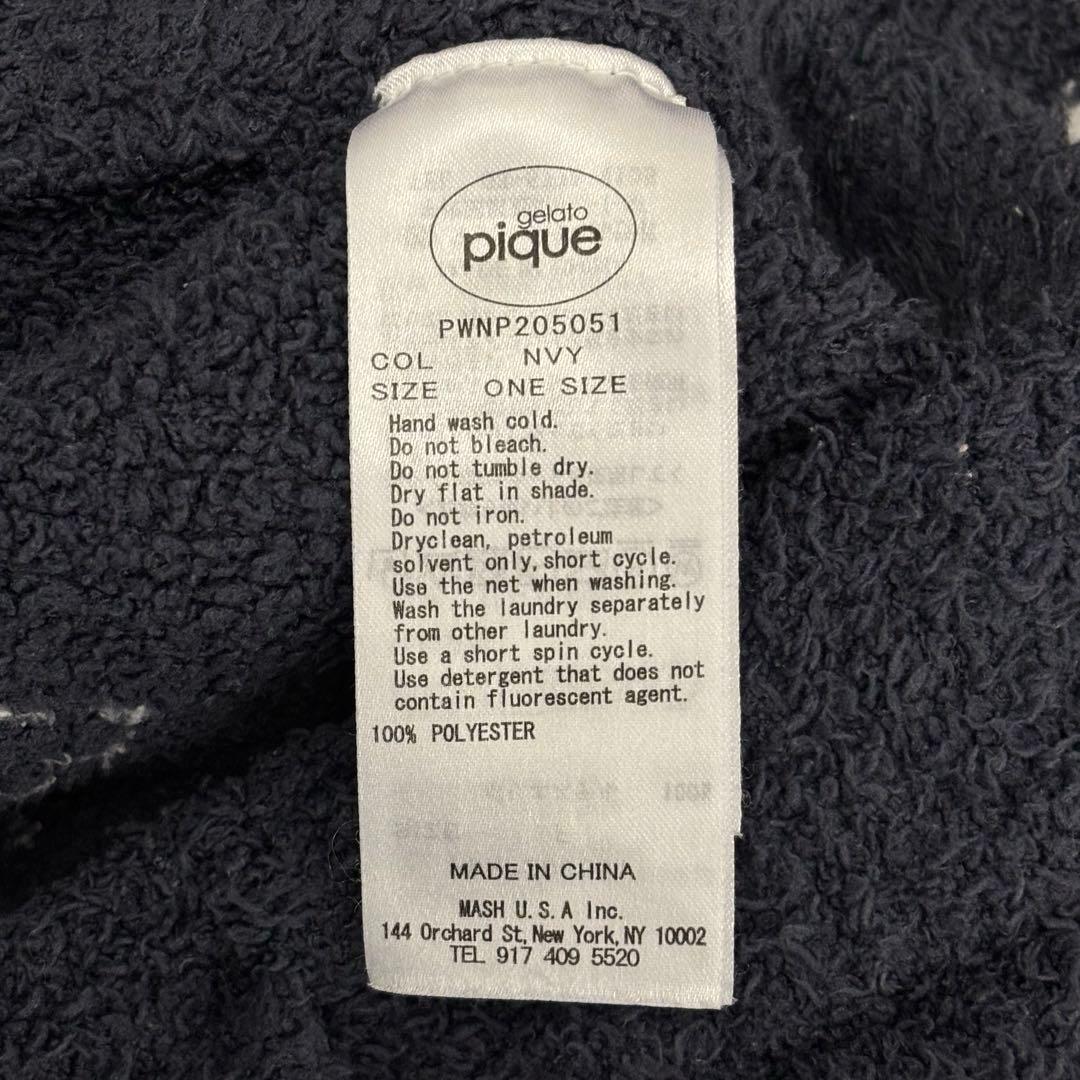 gelato
pique
PWNP205051
COL NVY
SIZE ONE SIZE
Hand wash cold.
Do not bleach.
Do not tumble dry.
Dry flat in shade.
Do not iron.
Dryclean, petroleum
solvent only, short cycle.
Use the net when washing.
Wash the laundry separately
from other laundry.
Use a short spin cycle.
Use detergent that does not
contain fluorescent agent.
100% POLYESTER
MADE IN CHINA
MASH U.S.A Inc.
144 Orchard St, New York, NY 10002
TEL 917 409 5520